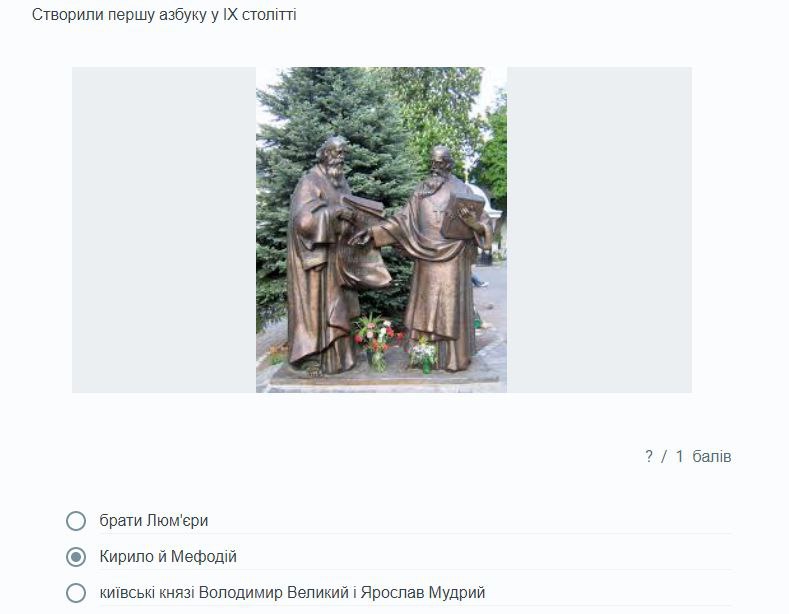 Створили першу азбуку у IX столітті
? / 1 балів
брати Люм'єри
Кирило й Мефодій
київські князі Володимир Великий і Ярослав Мудрий